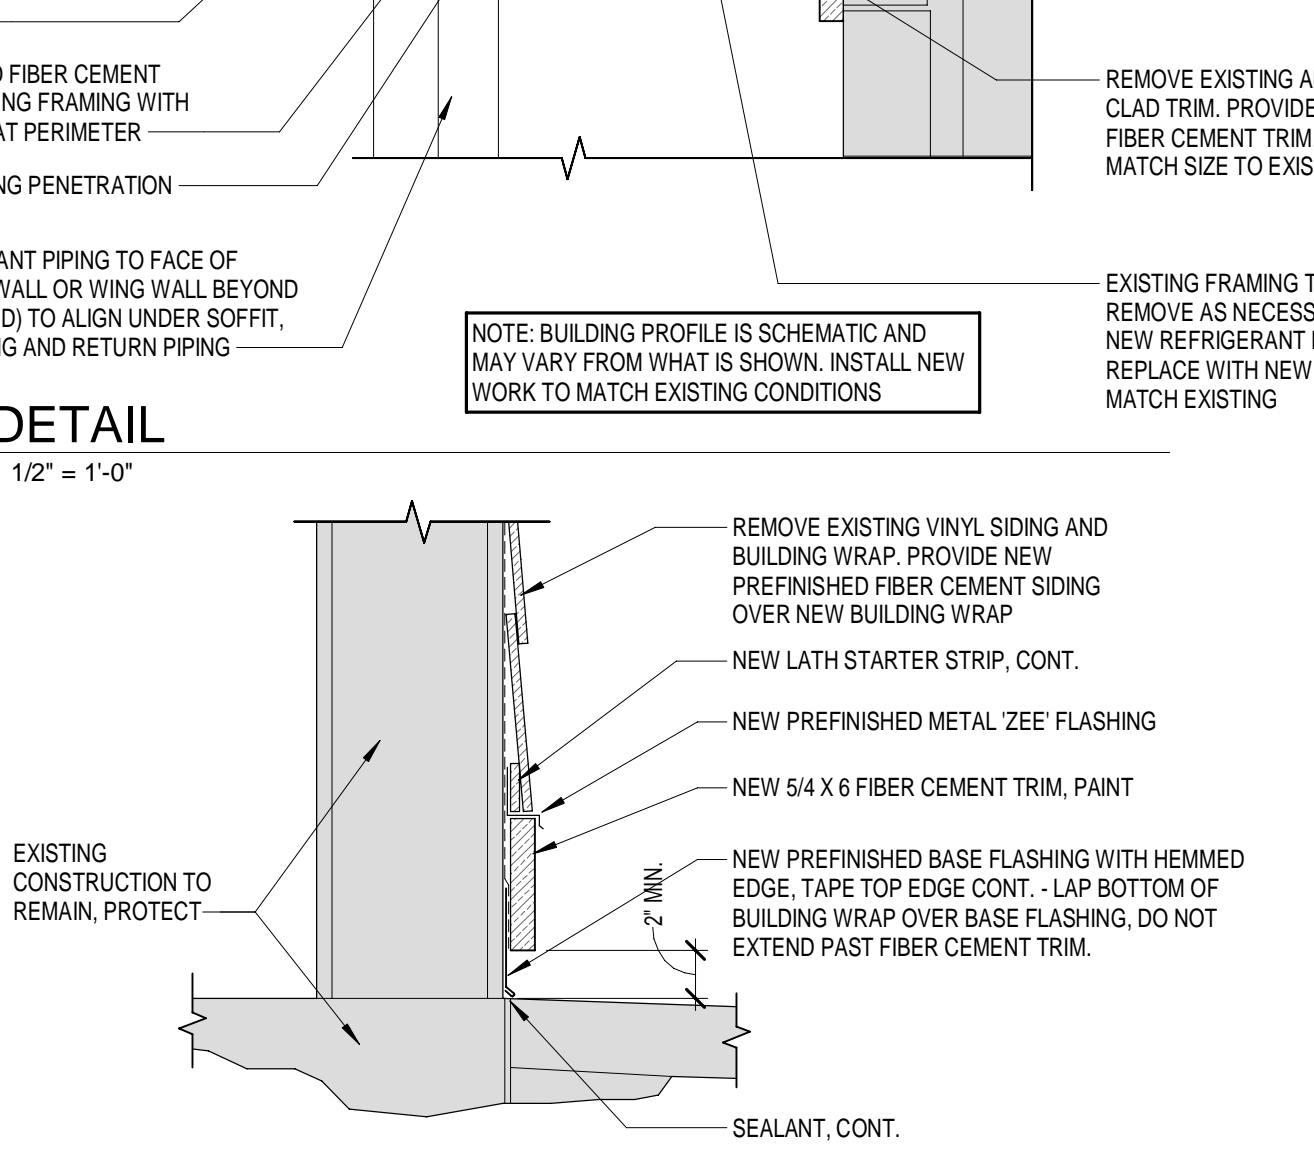 FIBER CEMENT
FRAMING WITH
AT PERIMETER
PENETRATION
PIPING TO FACE OF
WALL OR WING WALL BEYOND
TO ALIGN UNDER SOFFIT,
AND RETURN PIPING
DETAIL
1/2" = 1'-0"
NOTE: BUILDING PROFILE IS SCHEMATIC AND
MAY VARY FROM WHAT IS SHOWN. INSTALL NEW
WORK TO MATCH EXISTING CONDITIONS
REMOVE EXISTING
CLAD TRIM. PROVIDE
FIBER CEMENT TRIM
MATCH SIZE TO
EXISTING FRAMING
REMOVE AS
NEW REFRIGERANT
REPLACE WITH NEW
MATCH EXISTING
REMOVE EXISTING VINYL SIDING AND
BUILDING WRAP. PROVIDE NEW
PREFINISHED FIBER CEMENT SIDING
OVER NEW BUILDING WRAP
NEW LATH STARTER STRIP, CONT.
NEW PREFINISHED METAL 'ZEE' FLASHING
NEW 5/4 X 6 FIBER CEMENT TRIM, PAINT
NEW PREFINISHED BASE FLASHING WITH HEMMED
EDGE, TAPE TOP EDGE CONT. - LAP BOTTOM OF
BUILDING WRAP OVER BASE FLASHING, DO NOT
EXTEND PAST FIBER CEMENT TRIM.
2" MIN.
EXISTING
CONSTRUCTION TO
REMAIN, PROTECT
SEALANT, CONT.